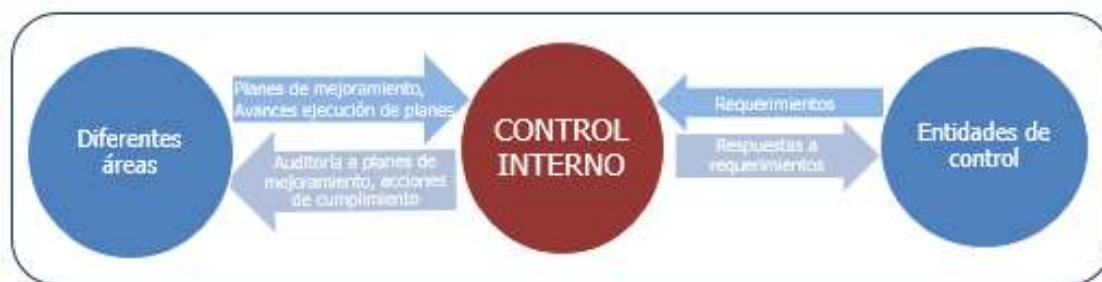 Diferentes
áreas
Planes de mejoramiento,
Avances ejecución de planes
Auditoría a planes de
mejoramiento, acciones
de cumplimiento
CONTROL
INTERNO
Requerimientos
Respuestas a
requerimientos
Entidades de
control